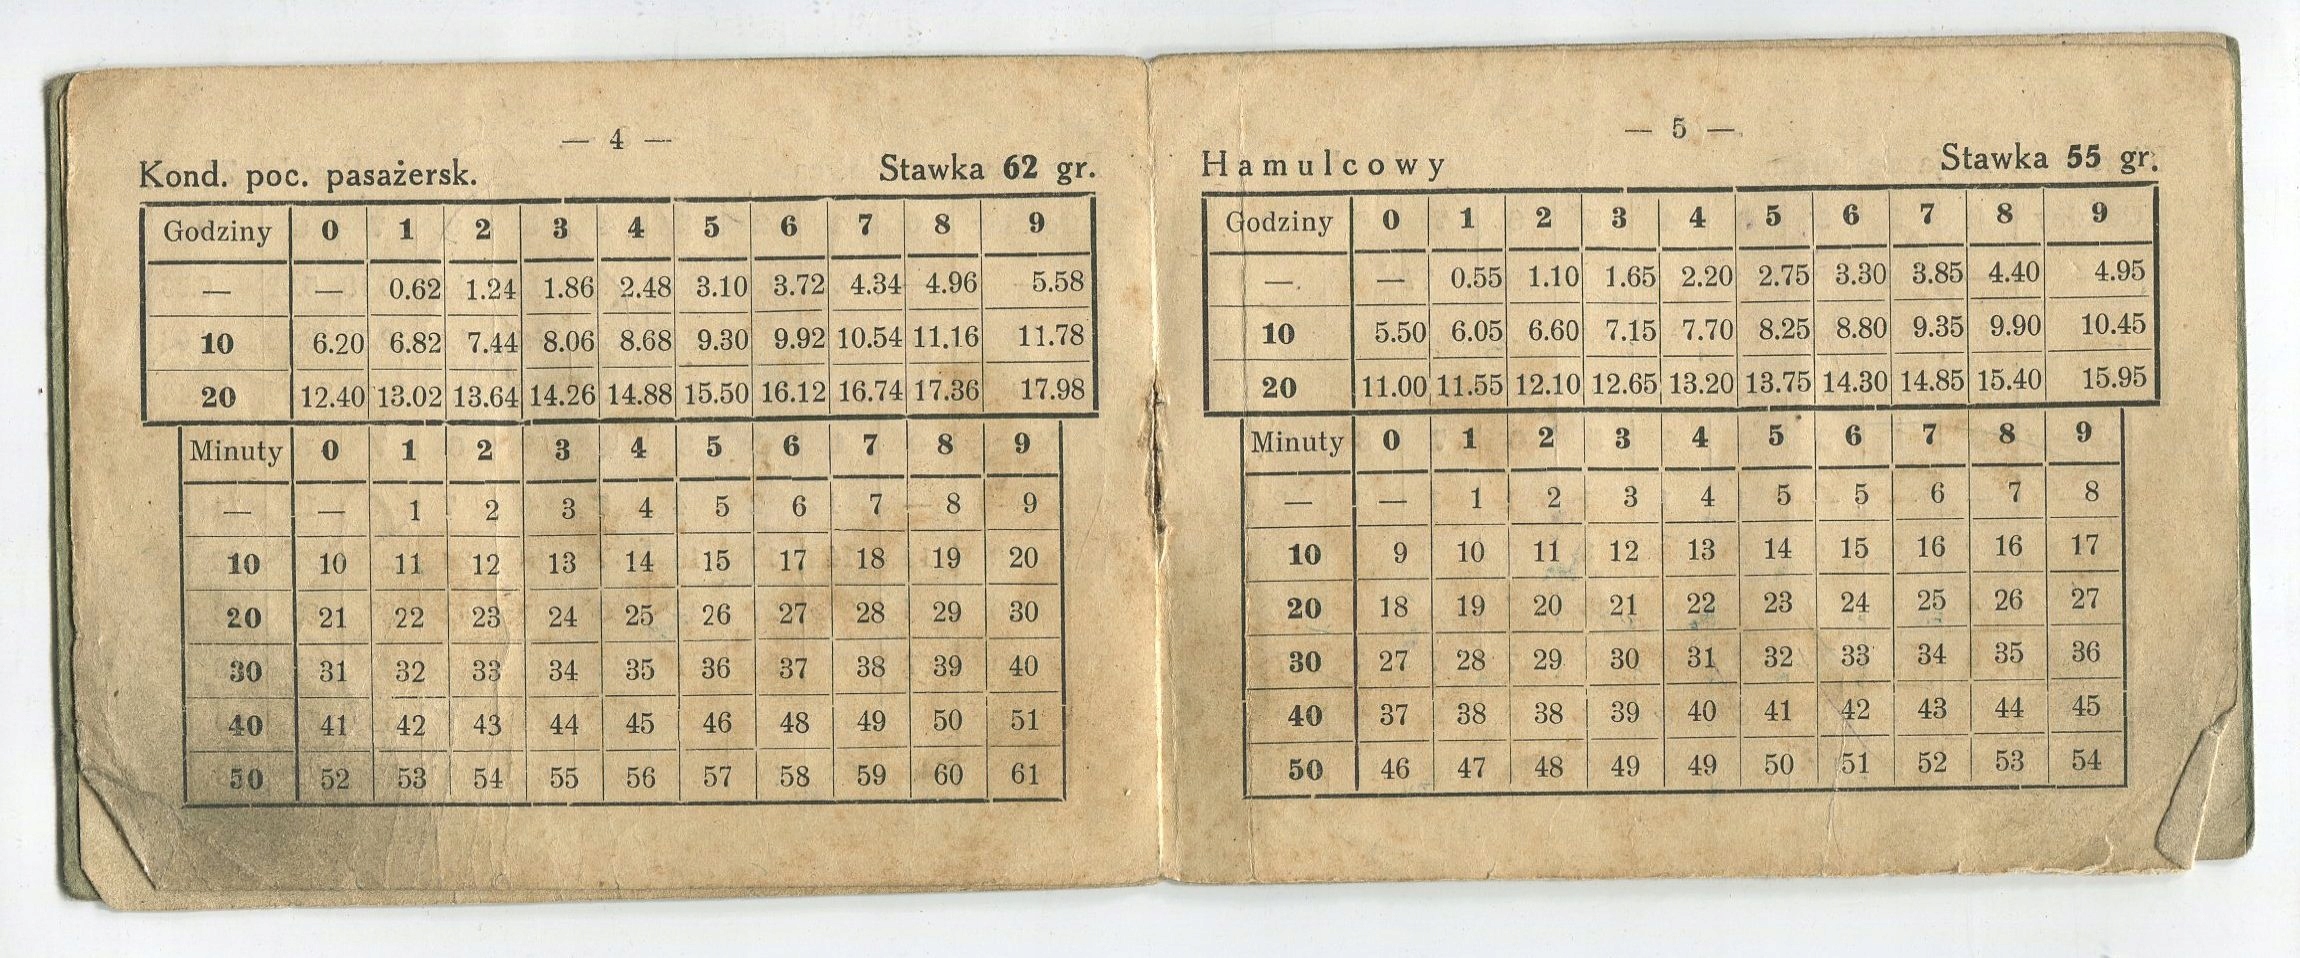 — 4 —
Kond. poc. pasażersk. Stawka 62 gr.
Godziny 0 1 2 3 4 5 6 7 8 9
— — 0.62 1.24 1.86 2.48 3.10 3.72 4.34 4.96 5.58
10 6.20 6.82 7.44 8.06 8.68 9.30 9.92 10.54 11.16 11.78
20 12.40 13.02 13.64 14.26 14.88 15.50 16.12 16.74 17.36 17.98
Minuty 0 1 2 3 4 5 6 7 8 9
— — 1 2 3 4 5 6 7 8 9
10 10 11 12 13 14 15 17 18 19 20
20 21 22 23 24 25 26 27 28 29 30
30 31 32 33 34 35 36 37 38 39 40
40 41 42 43 44 45 46 48 49 50 51
50 52 53 54 55 56 57 58 59 60 61
— 5 —
Hamulcowy Stawka 55 gr.
Godziny 0 1 2 3 4 5 6 7 8 9
— — 0.55 1.10 1.65 2.20 2.75 3.30 3.85 4.40 4.95
10 5.50 6.05 6.60 7.15 7.70 8.25 8.80 9.35 9.90 10.45
20 11.00 11.55 12.10 12.65 13.20 13.75 14.30 14.85 15.40 15.95
Minuty 0 1 2 3 4 5 6 7 8 9
— — 1 2 3 4 5 5 6 7 8
10 9 10 11 12 13 14 15 16 16 17
20 18 19 20 21 22 23 24 25 26 27
30 27 28 29 30 31 32 33 34 35 36
40 37 38 38 39 40 41 42 43 44 45
50 46 47 48 49 49 50 51 52 53 54